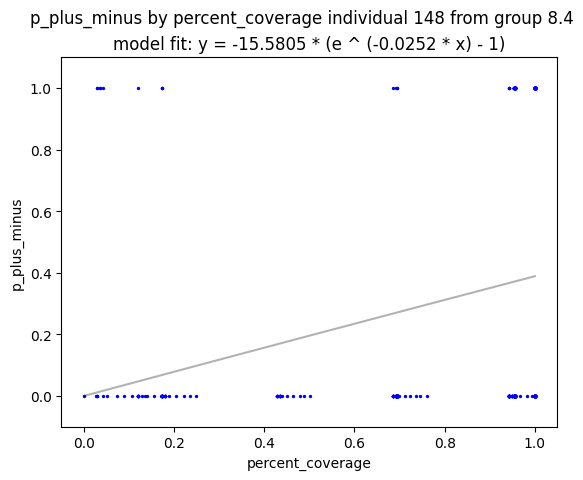 p_plus_minus by percent_coverage individual 148 from group 8.4
model fit: y = -15.5805 * (e ^ (-0.0252 * x) - 1)
1.0
0.8
0.6
0.4
0.2
0.0
p_plus_minus
0.0 0.2 0.4 0.6 0.8 1.0
percent_coverage